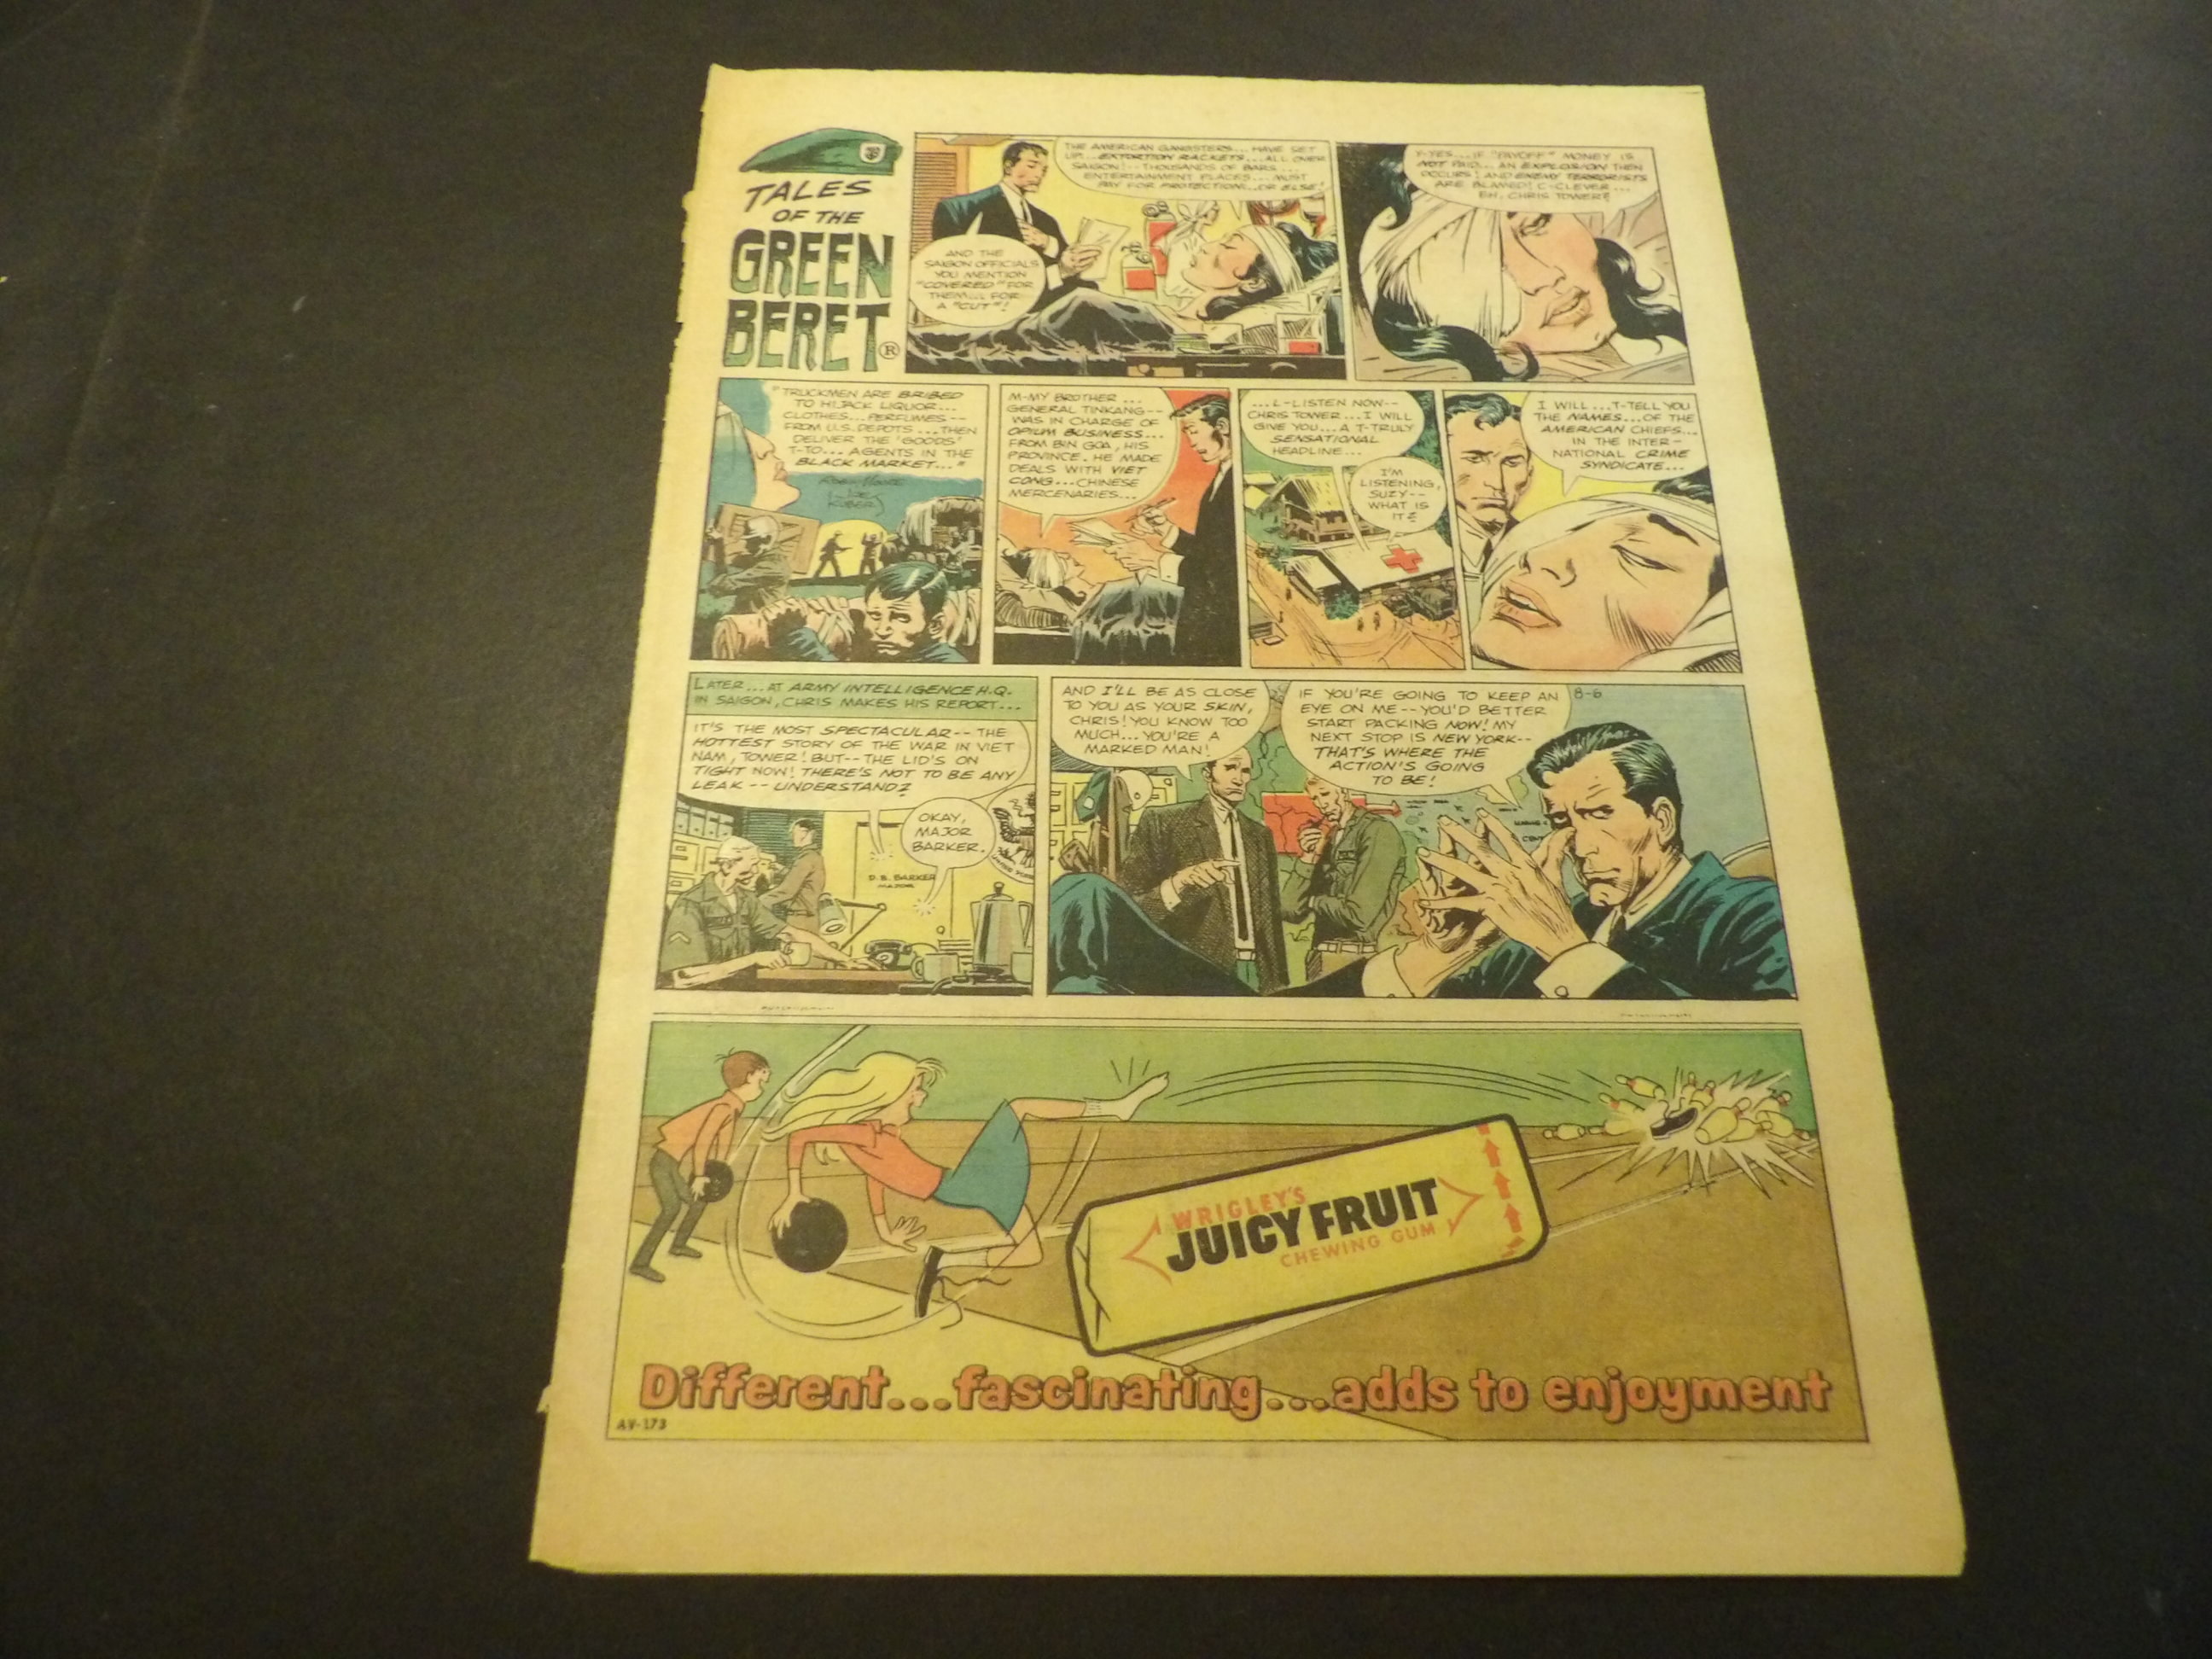 TALES
OF THE
GREEN
BERET®
THE AMERICAN GANGSTERS... HAVE SET
UP... EXTORTION RACKETS... ALL OVER
SAIGON!-- THOUSANDS OF BARS...
ENTERTAINMENT PLACES... MUST
PAY FOR PROTECTION... OR ELSE!
AND THE
SAIGON OFFICIALS
YOU MENTION
"COVERED" FOR
THEM... FOR
A "CUT"!
Y-YES... IF "PAYOFF" MONEY IS
NOT PAID... AN EXPLOSION THEN
OCCURS! AND ENEMY TERRORISTS
ARE BLAMED! C-CLEVER...
EH, CHRIS TOWER?
"TRUCKMEN ARE BRIBED
TO HIJACK LIQUOR...
CLOTHES... PERFUMES--
FROM U.S. DEPOTS... THEN
DELIVER THE 'GOODS'
T-TO... AGENTS IN THE
BLACK MARKET..."
ROBIN MOORE
JOE
KUBERT
M-MY BROTHER...
GENERAL TINKANG--
WAS IN CHARGE OF
OPIUM BUSINESS...
FROM BIN GOA, HIS
PROVINCE. HE MADE
DEALS WITH VIET
CONG... CHINESE
MERCENARIES...
...L-LISTEN NOW--
CHRIS TOWER... I WILL
GIVE YOU... A T-TRULY
SENSATIONAL
HEADLINE...
I'M
LISTENING,
SUZY--
WHAT IS
IT?
I WILL... T-TELL YOU
THE NAMES... OF THE
AMERICAN CHIEFS...
IN THE INTER-
NATIONAL CRIME
SYNDICATE...
LATER... AT ARMY INTELLIGENCE H.Q.
IN SAIGON, CHRIS MAKES HIS REPORT...
IT'S THE MOST SPECTACULAR-- THE
HOTTEST STORY OF THE WAR IN VIET
NAM, TOWER! BUT-- THE LID'S ON
TIGHT NOW! THERE'S NOT TO BE ANY
LEAK -- UNDERSTAND?
OKAY,
MAJOR
BARKER.
D.B. BARKER
MAJOR
AND I'LL BE AS CLOSE
TO YOU AS YOUR SKIN,
CHRIS! YOU KNOW TOO
MUCH... YOU'RE A
MARKED MAN!
IF YOU'RE GOING TO KEEP AN
EYE ON ME-- YOU'D BETTER
START PACKING NOW! MY
NEXT STOP IS NEW YORK--
THAT'S WHERE THE
ACTION'S GOING
TO BE!
8-6
WRIGLEY'S
JUICY FRUIT
CHEWING GUM
Different...fascinating...adds to enjoyment
AV-173